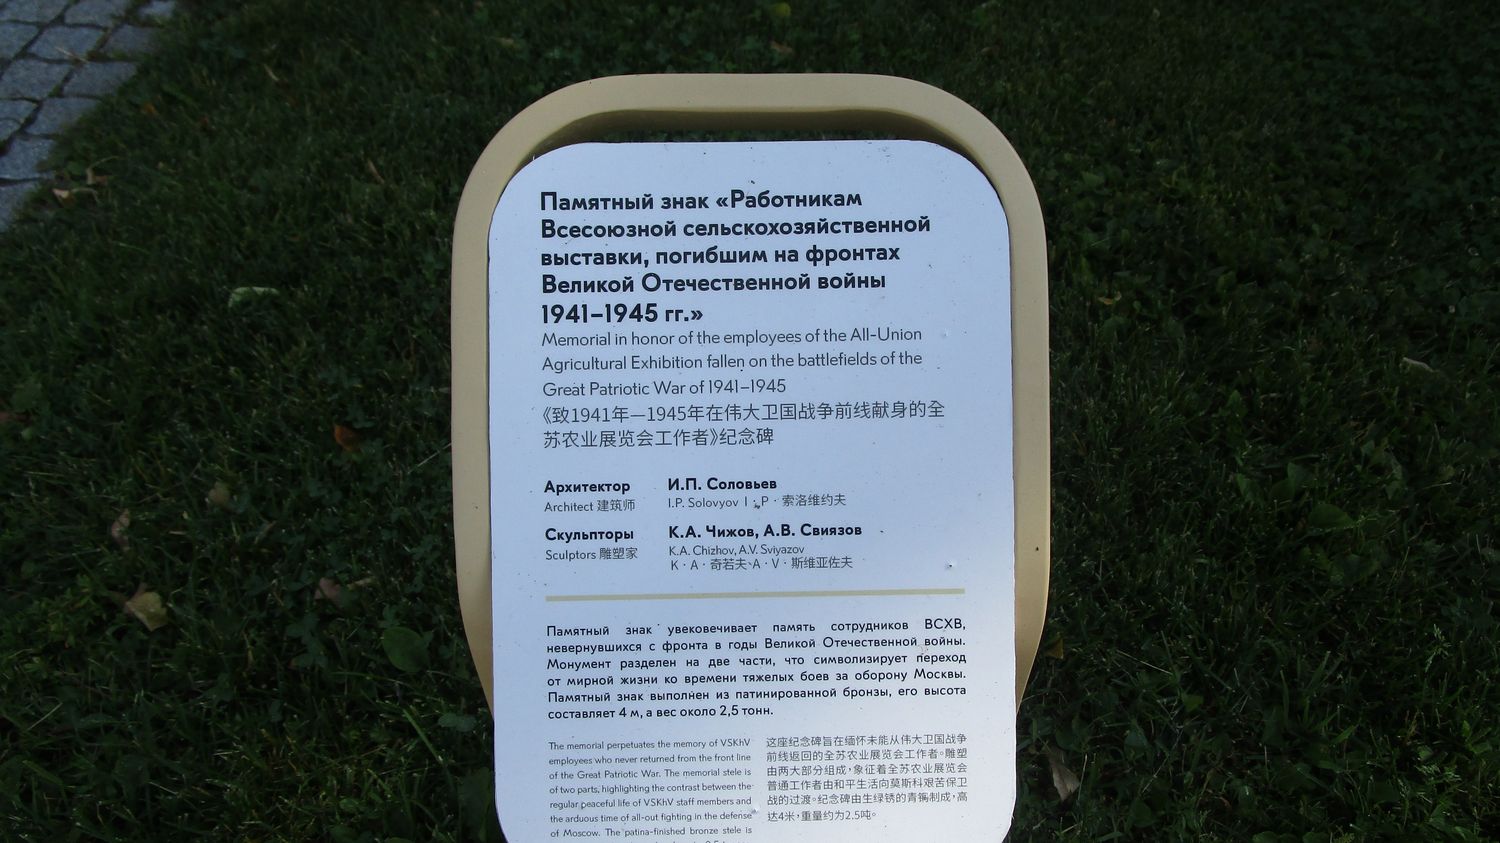 Памятный знак «Работникам
Всесоюзной сельскохозяйственной
выставки, погибшим на фронтах
Великой Отечественной войны
1941–1945 гг.»
Memorial in honor of the employees of the All-Union
Agricultural Exhibition fallen on the battlefields of the
Great Patriotic War of 1941–1945
《致1941年—1945年在伟大卫国战争前线献身的全
苏农业展览会工作者》纪念碑
Архитектор И.П. Соловьев
Architect 建筑师 I.P. Solovyov I · P · 索洛维约夫
Скульпторы К.А. Чижов, А.В. Свиязов
Sculptors 雕塑家 K.A. Chizhov, A.V. Sviyazov
K · A · 奇若夫、A · V · 斯维亚佐夫
Памятный знак увековечивает память сотрудников ВСХВ,
невернувшихся с фронта в годы Великой Отечественной войны.
Монумент разделен на две части, что символизирует переход
от мирной жизни ко времени тяжелых боев за оборону Москвы.
Памятный знак выполнен из патинированной бронзы, его высота
составляет 4 м, а вес около 2,5 тонн.
The memorial perpetuates the memory of VSKhV
employees who never returned from the front line
of the Great Patriotic War. The memorial stele is
of two parts, highlighting the contrast between the
regular peaceful life of VSKhV staff members and
the arduous time of all-out fighting in the defense
of Moscow. The patina-finished bronze stele is
这座纪念碑旨在缅怀未能从伟大卫国战争
前线返回的全苏农业展览会工作者。雕塑
由两大部分组成，象征着全苏农业展览会
普通工作者由和平生活向莫斯科艰苦保卫
战的过渡。纪念碑由生绿锈的青铜制成，高
达4米，重量约为2.5吨。